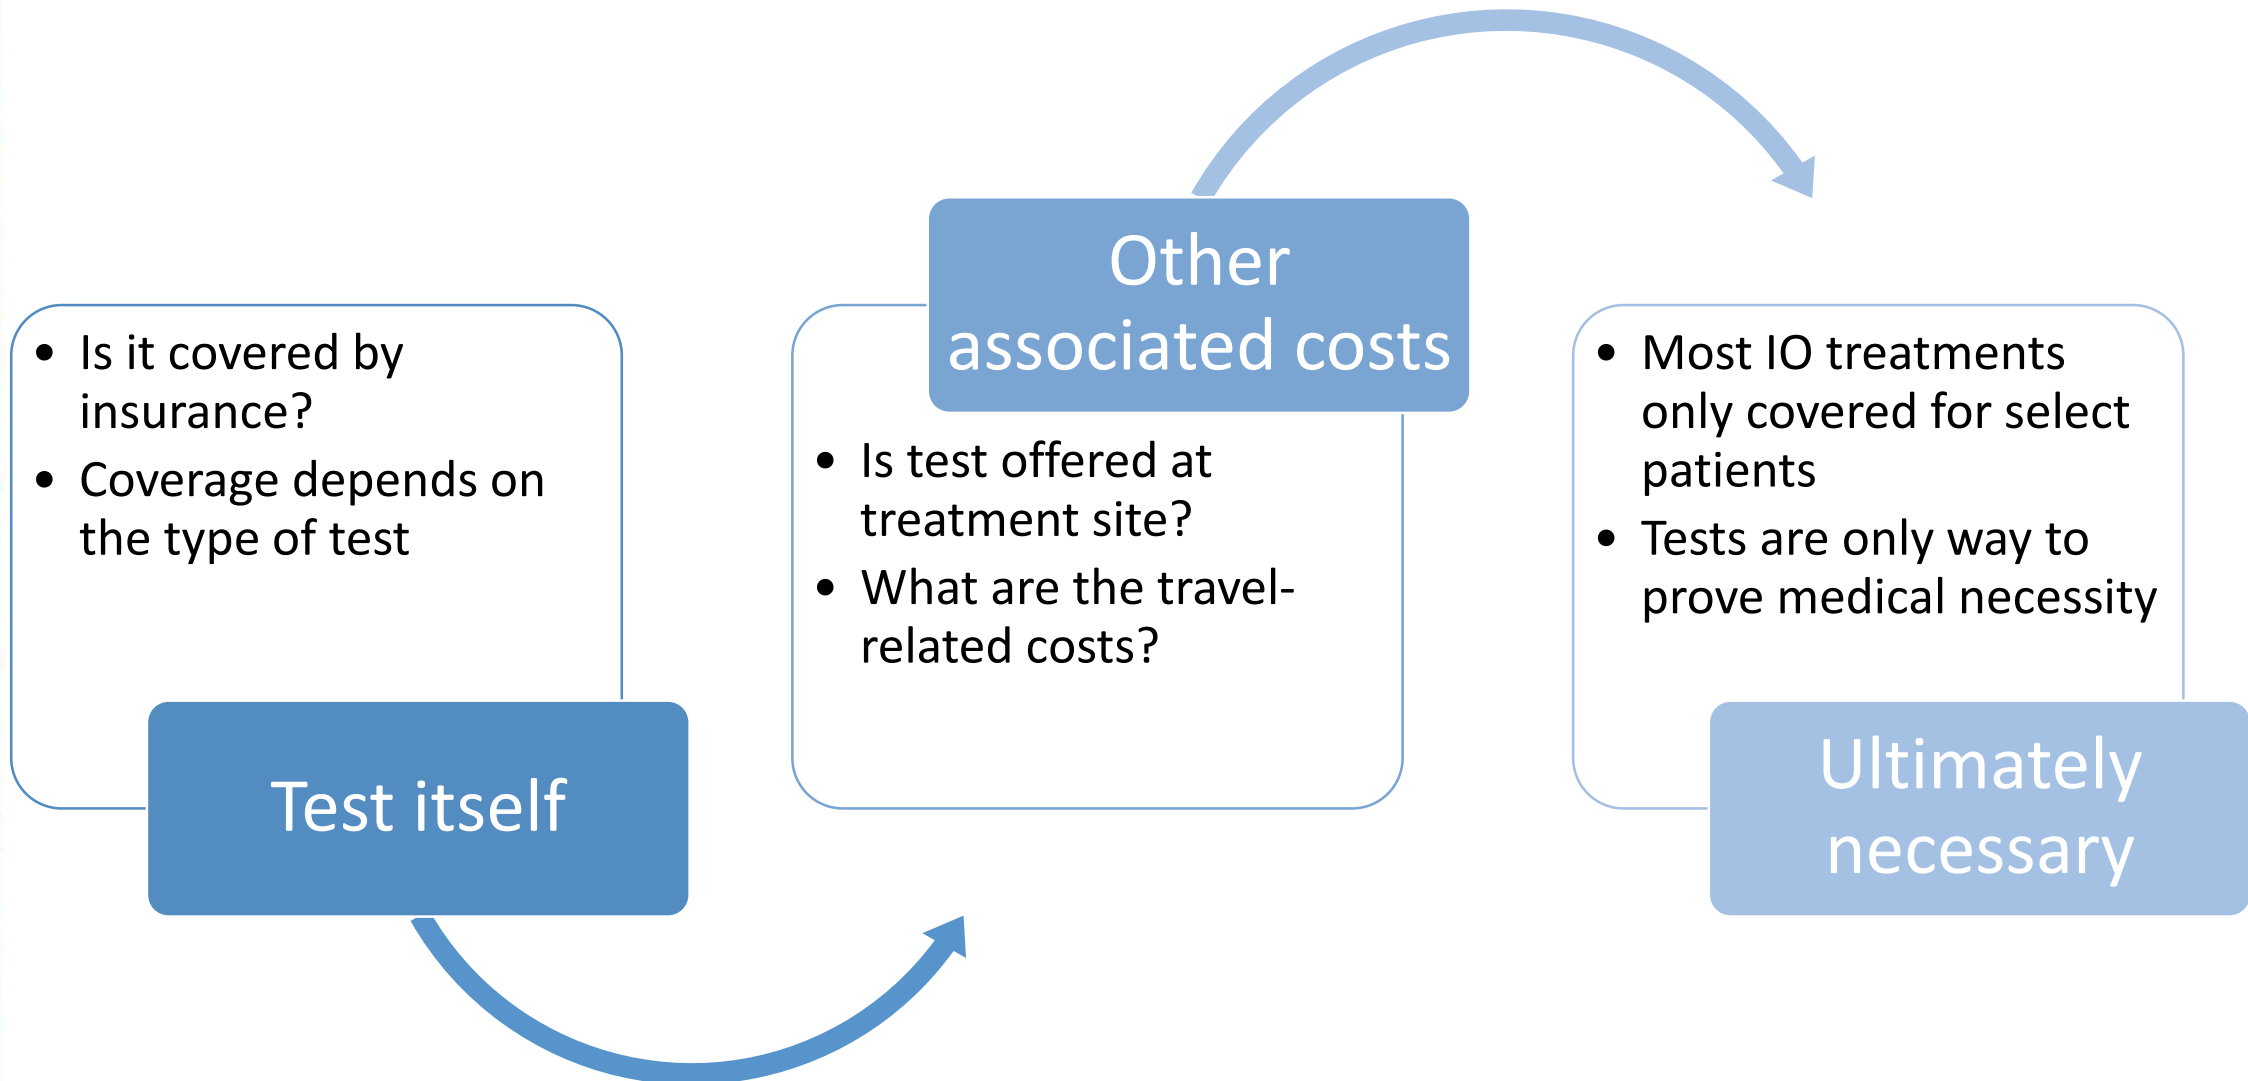 • Is it covered by
insurance?
• Coverage depends on
the type of test
Test itself
Other
associated costs
• Is test offered at
treatment site?
• What are the travel-
related costs?
• Most IO treatments
only covered for select
patients
• Tests are only way to
prove medical necessity
Ultimately
necessary